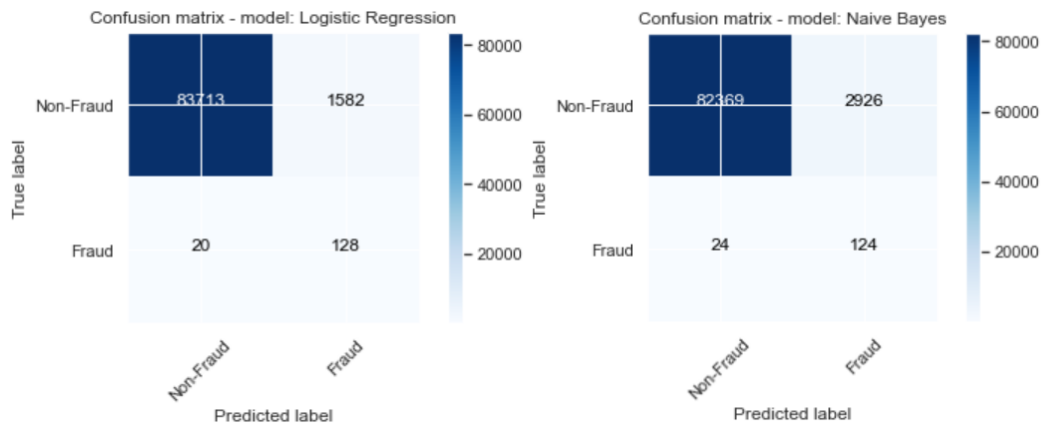 Confusion matrix - model: Logistic Regression
83713
1582
20
128
Non-Fraud
Fraud
True label
Non-Fraud
Fraud
Predicted label
80000
60000
40000
20000
Confusion matrix - model: Naive Bayes
82369
2926
24
124
Non-Fraud
Fraud
True label
Non-Fraud
Fraud
Predicted label
80000
60000
40000
20000